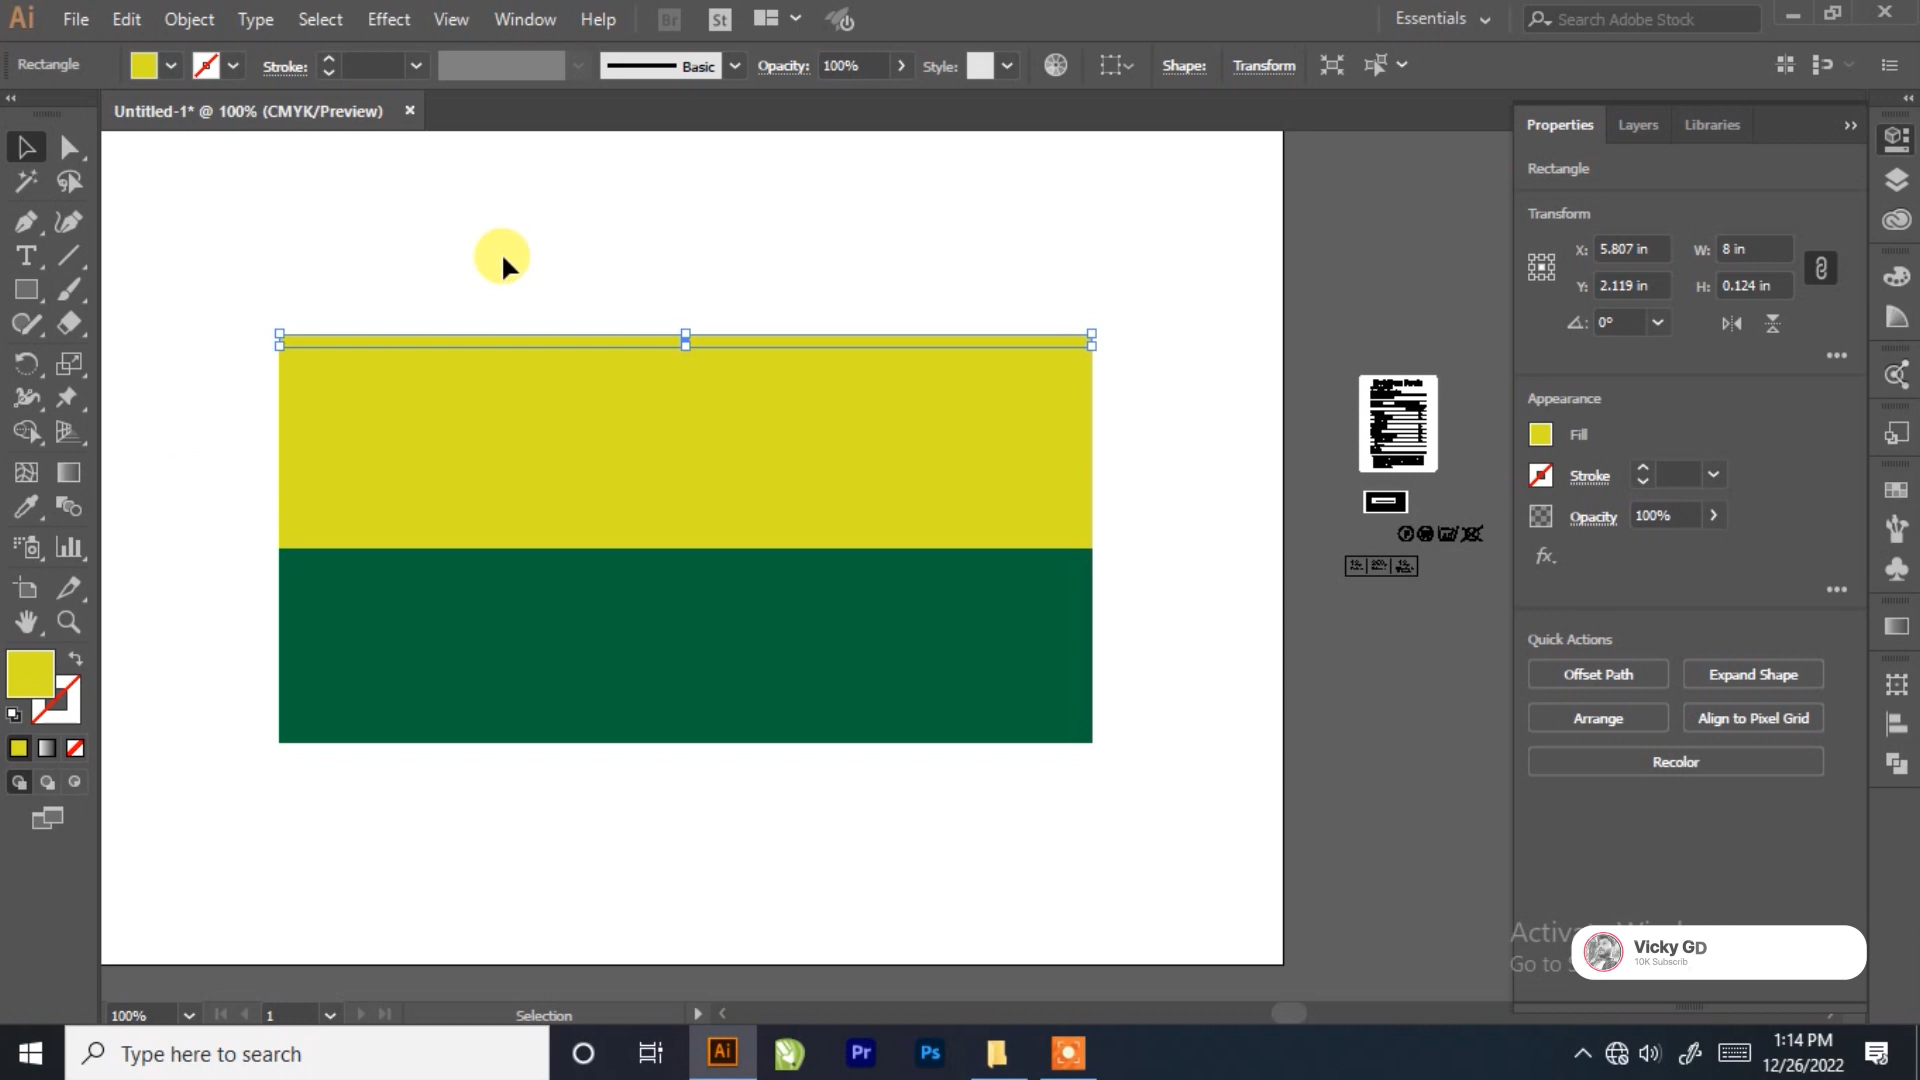 Ai File Edit Object Type Select Effect View Window Help Br St Essentials Search Adobe Stock
Rectangle Stroke: Basic Opacity: 100% Style: Shape: Transform
Untitled-1* @ 100% (CMYK/Preview) ×
Properties Layers Libraries
Rectangle
Transform
X: 5.807 in W: 8 in
Y: 2.119 in H: 0.124 in
0°
Appearance
Fill
Stroke
Opacity 100%
fx
Quick Actions
Offset Path Expand Shape
Arrange Align to Pixel Grid
Recolor
Vicky GD
10K Subscrib
Go to
100% 1 Selection
Type here to search Ai Pr Ps
1:14 PM
12/26/2022